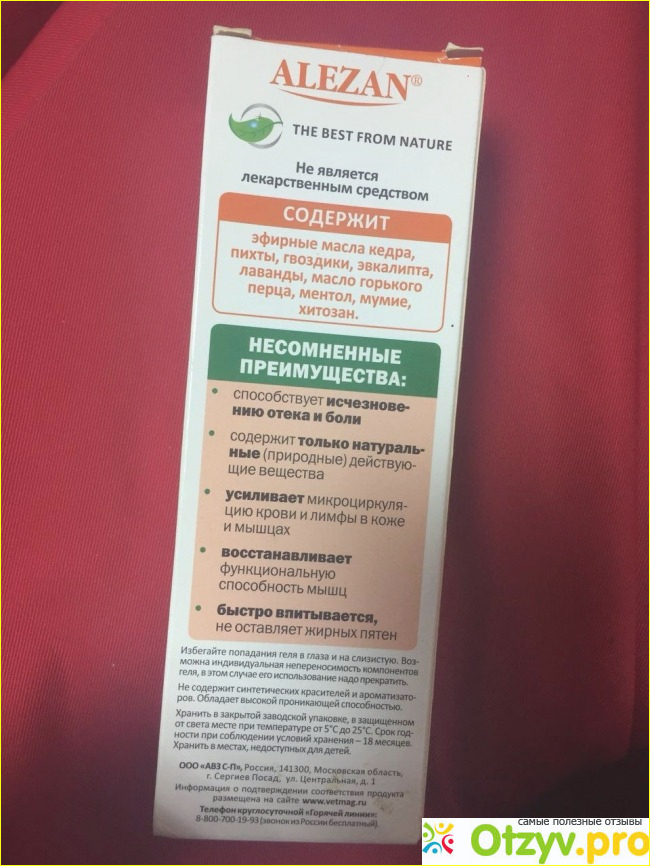 ALEZAN®
THE BEST FROM NATURE
Не является
лекарственным средством
СОДЕРЖИТ
эфирные масла кедра,
пихты, гвоздики, эвкалипта,
лаванды, масло горького
перца, ментол, мумие,
хитозан.
НЕСОМНЕННЫЕ
ПРЕИМУЩЕСТВА:
• способствует исчезнове-
нию отека и боли
• содержит только натураль-
ные (природные) действую-
щие вещества
• усиливает микроциркуля-
цию крови и лимфы в коже
и мышцах
• восстанавливает
функциональную
способность мышц
• быстро впитывается,
не оставляет жирных пятен
Избегайте попадания геля в глаза и на слизистую. Воз-
можна индивидуальная непереносимость компонентов
геля, в этом случае его использование надо прекратить.
Не содержит синтетических красителей и ароматизато-
ров. Обладает высокой проникающей способностью.
Хранить в закрытой заводской упаковке, в защищенном
от света месте при температуре от 5°С до 25°С. Срок год-
ности при соблюдении условий хранения – 18 месяцев.
Хранить в местах, недоступных для детей.
ООО «АВЗ С-П», Россия, 141300, Московская область,
г. Сергиев Посад, ул. Центральная, д. 1
Информация о подтверждении соответствия продукта
размещена на сайте www.vetmag.ru
Телефон круглосуточной «Горячей линии»:
8-800-700-19-93 (звонок из России бесплатный).
самые полезные отзывы
Otzyv.pro